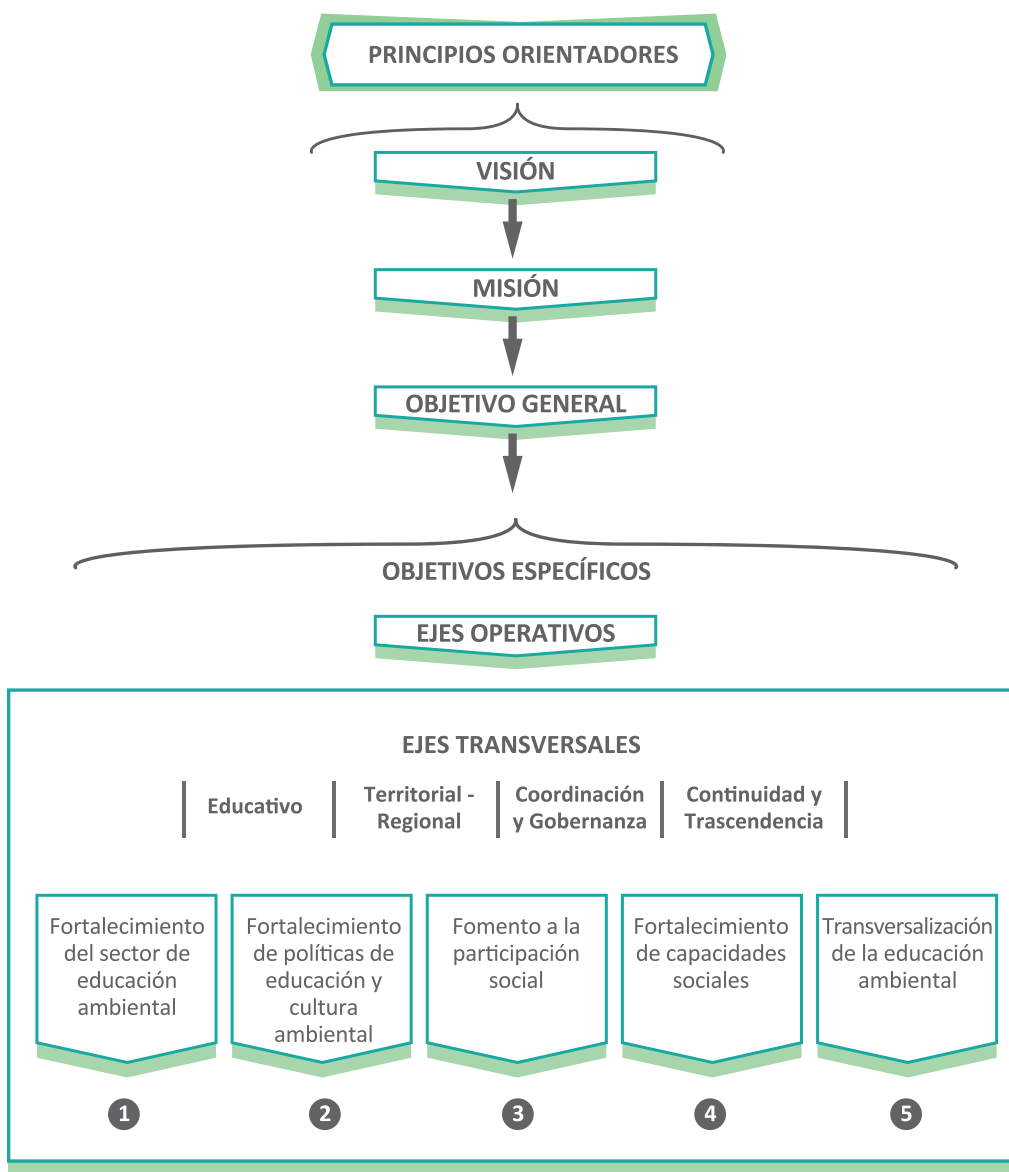 PRINCIPIOS ORIENTADORES
VISIÓN
MISIÓN
OBJETIVO GENERAL
OBJETIVOS ESPECÍFICOS
EJES OPERATIVOS
EJES TRANSVERSALES
Educativo
Territorial -
Regional
Coordinación
y Gobernanza
Continuidad y
Trascendencia
Fortalecimiento
del sector de
educación
ambiental
Fortalecimiento
de políticas de
educación y
cultura
ambiental
Fomento a la
participación
social
Fortalecimiento
de capacidades
sociales
Transversalización
de la educación
ambiental
1
2
3
4
5